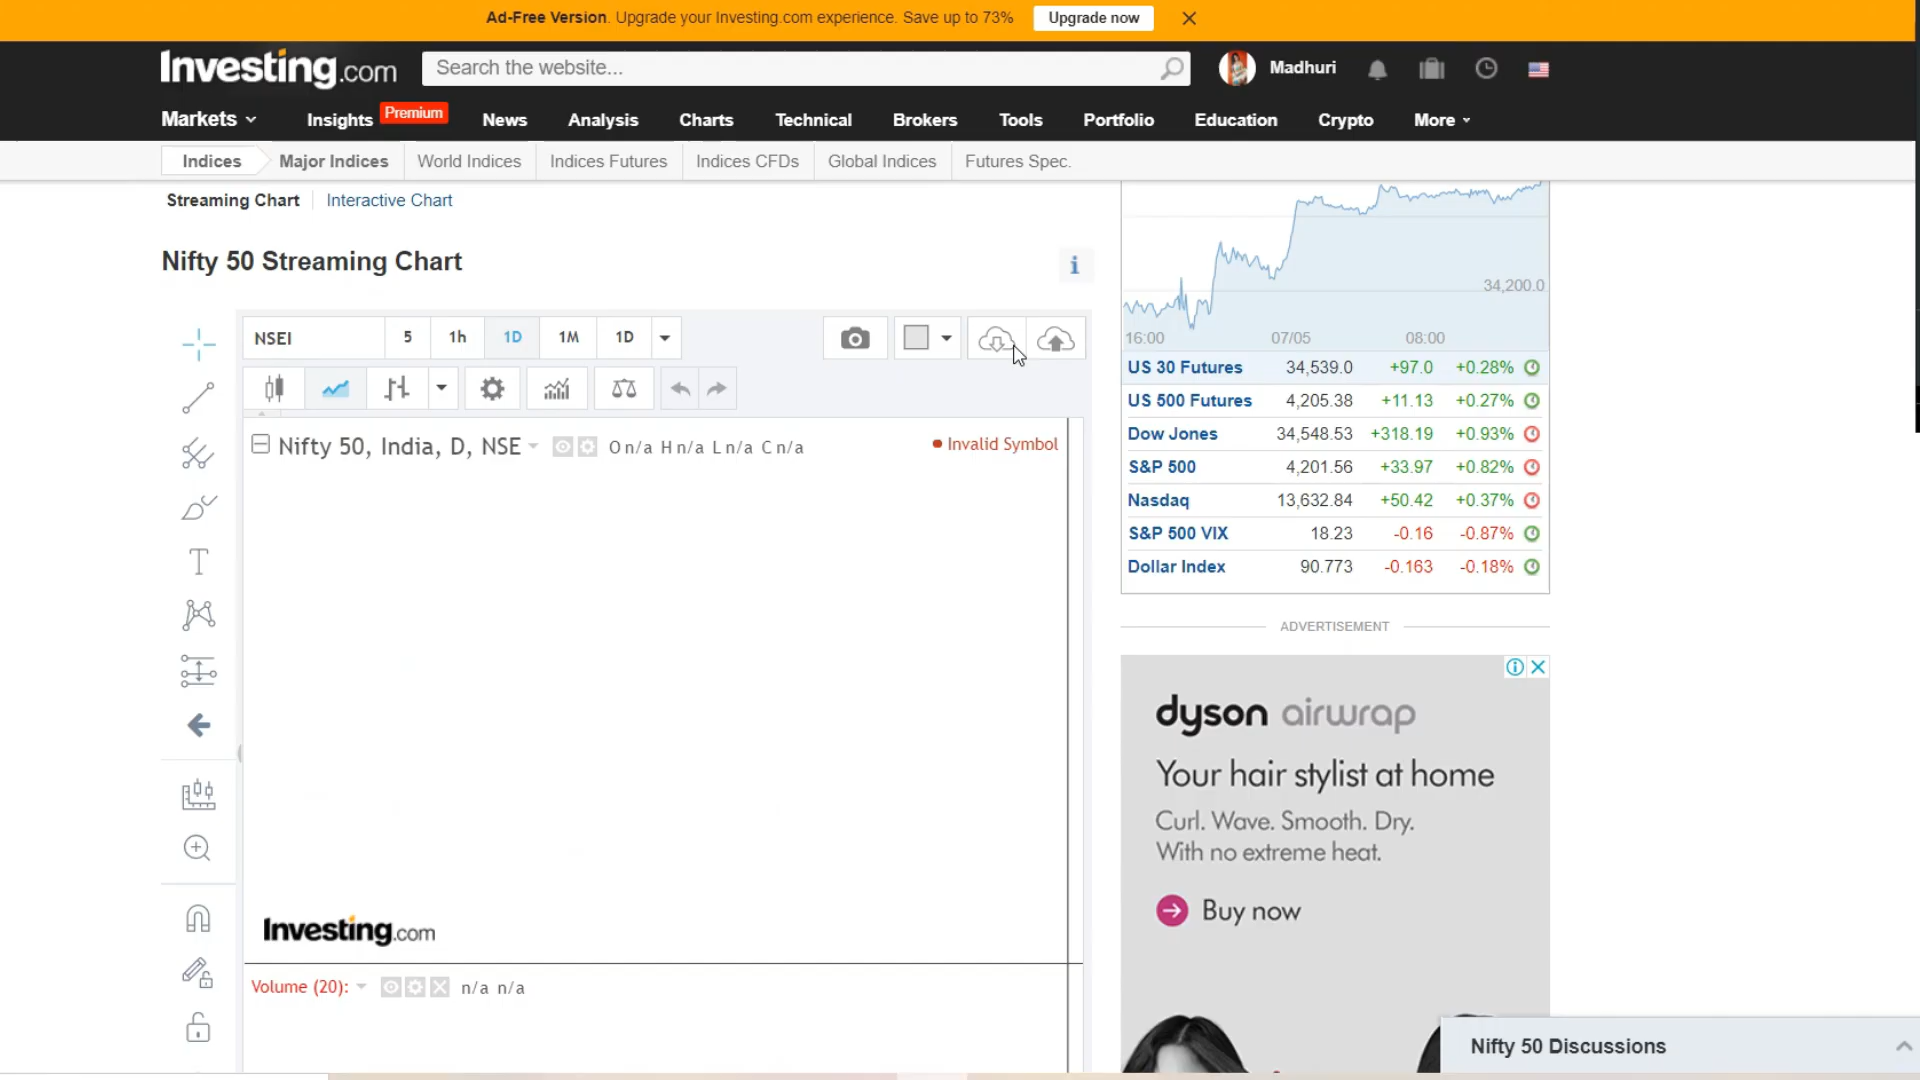 Ad-Free Version. Upgrade your Investing.com experience. Save up to 73% Upgrade now
Investing.com Search the website... Madhuri
Markets Insights Premium News Analysis Charts Technical Brokers Tools Portfolio Education Crypto More
Indices Major Indices World Indices Indices Futures Indices CFDs Global Indices Futures Spec.
Streaming Chart Interactive Chart
Nifty 50 Streaming Chart
NSEI 5 1h 1D 1M 1D
Nifty 50, India, D, NSE O n/a H n/a L n/a C n/a Invalid Symbol
Investing.com
Volume (20): n/a n/a
34,200.0
16:00 07/05 08:00
US 30 Futures 34,539.0 +97.0 +0.28%
US 500 Futures 4,205.38 +11.13 +0.27%
Dow Jones 34,548.53 +318.19 +0.93%
S&P 500 4,201.56 +33.97 +0.82%
Nasdaq 13,632.84 +50.42 +0.37%
S&P 500 VIX 18.23 -0.16 -0.87%
Dollar Index 90.773 -0.163 -0.18%
ADVERTISEMENT
dyson airwrap
Your hair stylist at home
Curl. Wave. Smooth. Dry.
With no extreme heat.
Buy now
Nifty 50 Discussions